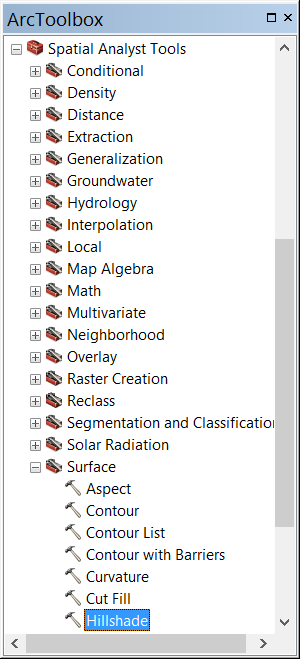 ArcToolbox
Spatial Analyst Tools
Conditional
Density
Distance
Extraction
Generalization
Groundwater
Hydrology
Interpolation
Local
Map Algebra
Math
Multivariate
Neighborhood
Overlay
Raster Creation
Reclass
Segmentation and Classification
Solar Radiation
Surface
Aspect
Contour
Contour List
Contour with Barriers
Curvature
Cut Fill
Hillshade